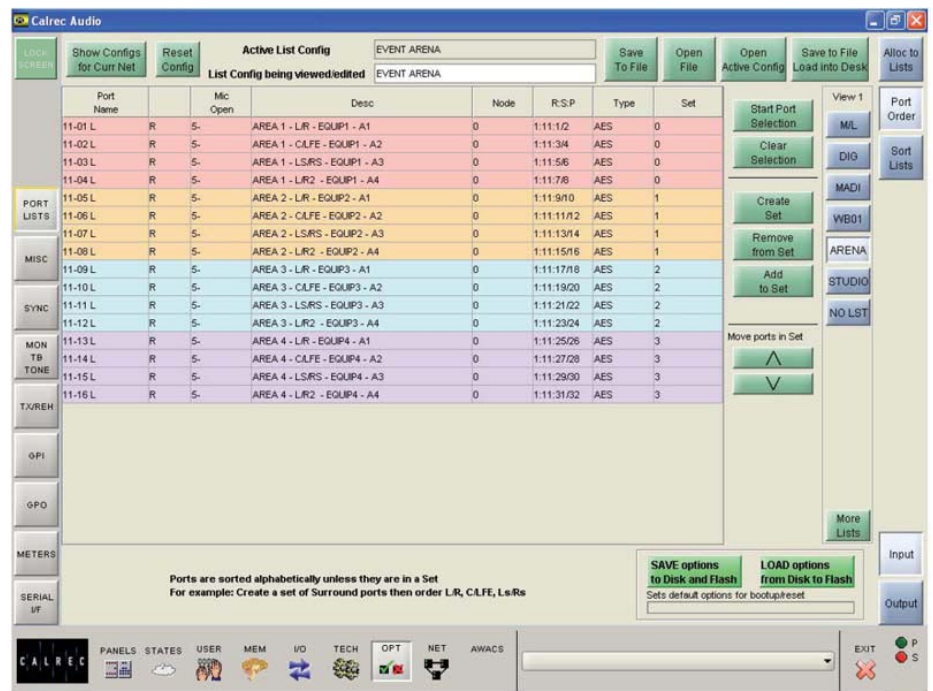 Calrec Audio
LOCK SCREEN
Show Configs for Curr Net
Reset Config
Active List Config
EVENT ARENA
List Config being viewed/edited
EVENT ARENA
Save To File
Open File
Open Active Config
Save to File Load into Desk
Alloc to Lists
Port Name Mic Open Desc Node R:S:P Type Set
11-01 L R 5- AREA 1 - L/R - EQUIP1 - A1 0 1:11:1/2 AES 0
11-02 L R 5- AREA 1 - C/LFE - EQUIP1 - A2 0 1:11:3/4 AES 0
11-03 L R 5- AREA 1 - LS/RS - EQUIP1 - A3 0 1:11:5/6 AES 0
11-04 L R 5- AREA 1 - L/R2 - EQUIP1 - A4 0 1:11:7/8 AES 0
11-05 L R 5- AREA 2 - L/R - EQUIP2 - A1 0 1:11:9/10 AES 1
11-06 L R 5- AREA 2 - C/LFE - EQUIP2 - A2 0 1:11:11/12 AES 1
11-07 L R 5- AREA 2 - LS/RS - EQUIP2 - A3 0 1:11:13/14 AES 1
11-08 L R 5- AREA 2 - L/R2 - EQUIP2 - A4 0 1:11:15/16 AES 1
11-09 L R 5- AREA 3 - L/R - EQUIP3 - A1 0 1:11:17/18 AES 2
11-10 L R 5- AREA 3 - C/LFE - EQUIP3 - A2 0 1:11:19/20 AES 2
11-11 L R 5- AREA 3 - LS/RS - EQUIP3 - A3 0 1:11:21/22 AES 2
11-12 L R 5- AREA 3 - L/R2 - EQUIP3 - A4 0 1:11:23/24 AES 2
11-13 L R 5- AREA 4 - L/R - EQUIP4 - A1 0 1:11:25/26 AES 3
11-14 L R 5- AREA 4 - C/LFE - EQUIP4 - A2 0 1:11:27/28 AES 3
11-15 L R 5- AREA 4 - LS/RS - EQUIP4 - A3 0 1:11:29/30 AES 3
11-16 L R 5- AREA 4 - L/R2 - EQUIP4 - A4 0 1:11:31/32 AES 3
PORT LISTS
MISC
SYNC
MON TB TONE
TX/REH
GPI
GPO
METERS
SERIAL I/F
Start Port Selection
Clear Selection
Create Set
Remove from Set
Add to Set
Move ports in Set
View 1
M/L
DIG
MADI
WB01
ARENA
STUDIO
NO LST
More Lists
Port Order
Sort Lists
Input
Output
Ports are sorted alphabetically unless they are in a Set
For example: Create a set of Surround ports then order L/R, C/LFE, Ls/Rs
SAVE options to Disk and Flash
LOAD options from Disk to Flash
Sets default options for bootup/reset
CALREC
PANELS STATES USER MEM I/O TECH OPT NET AWACS
EXIT
P
S